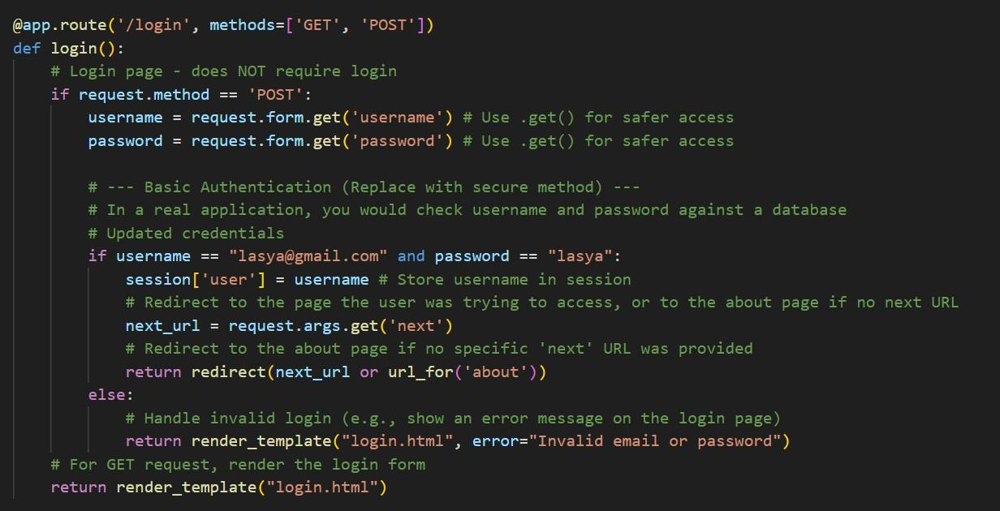 @app.route('/login', methods=['GET', 'POST'])
def login():
    # Login page - does NOT require login
    if request.method == 'POST':
        username = request.form.get('username') # Use .get() for safer access
        password = request.form.get('password') # Use .get() for safer access

        # --- Basic Authentication (Replace with secure method) ---
        # In a real application, you would check username and password against a database
        # Updated credentials
        if username == "lasya@gmail.com" and password == "lasya":
            session['user'] = username # Store username in session
            # Redirect to the page the user was trying to access, or to the about page if no next URL
            next_url = request.args.get('next')
            # Redirect to the about page if no specific 'next' URL was provided
            return redirect(next_url or url_for('about'))
        else:
            # Handle invalid login (e.g., show an error message on the login page)
            return render_template("login.html", error="Invalid email or password")
    # For GET request, render the login form
    return render_template("login.html")